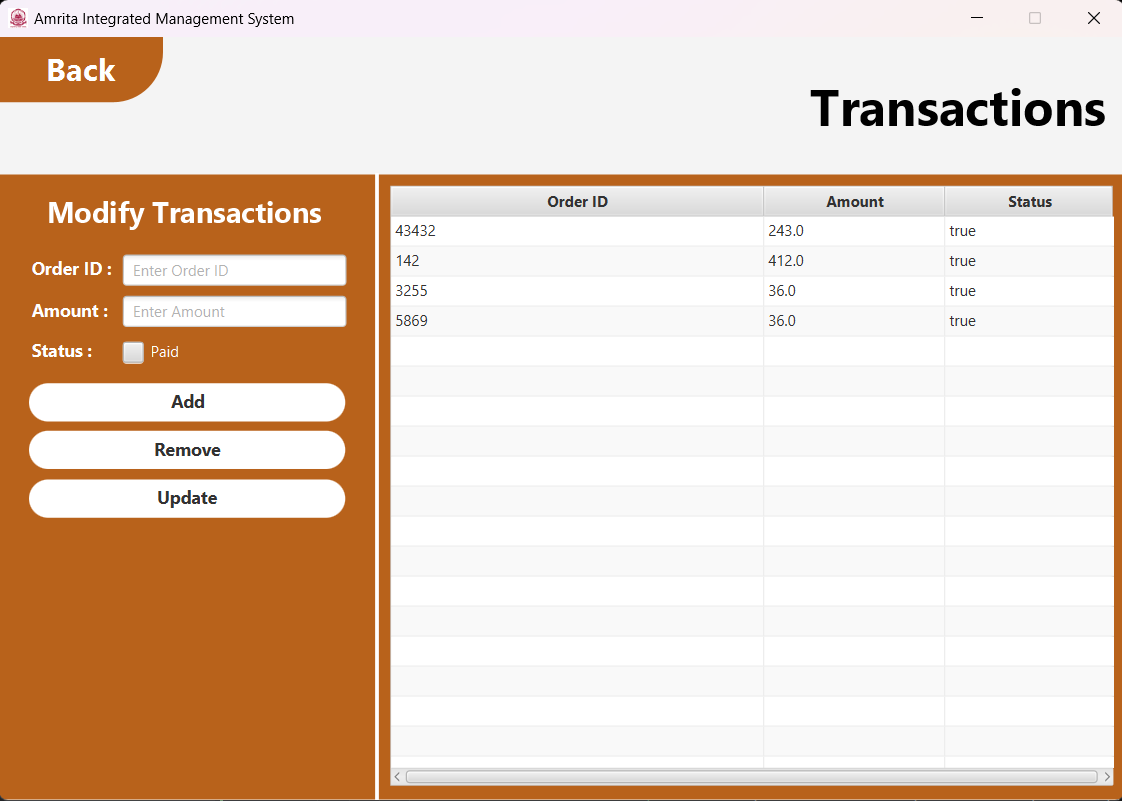 Amrita Integrated Management System
Back
Transactions
Modify Transactions
Order ID : Enter Order ID
Amount : Enter Amount
Status : Paid
Add
Remove
Update
Order ID Amount Status
43432 243.0 true
142 412.0 true
3255 36.0 true
5869 36.0 true